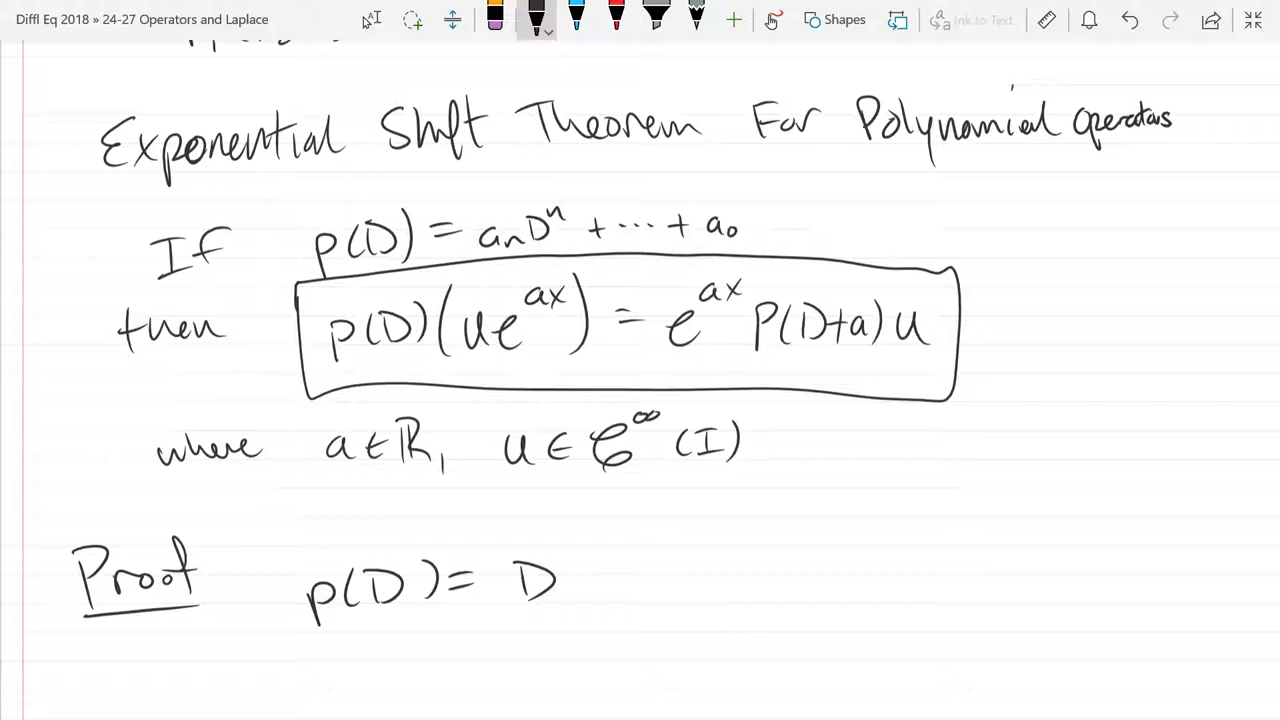 Diffl Eq 2018 » 24-27 Operators and Laplace
Shapes
Ink to Text
Exponential Shift Theorem For Polynomial operators
If p(D) = aₙDⁿ + ··· + a₀
then p(D)(ue^{ax}) = e^{ax} P(D+a) u
where a ∈ ℝ, u ∈ 𝒞^∞ (I)
Proof p(D) = D